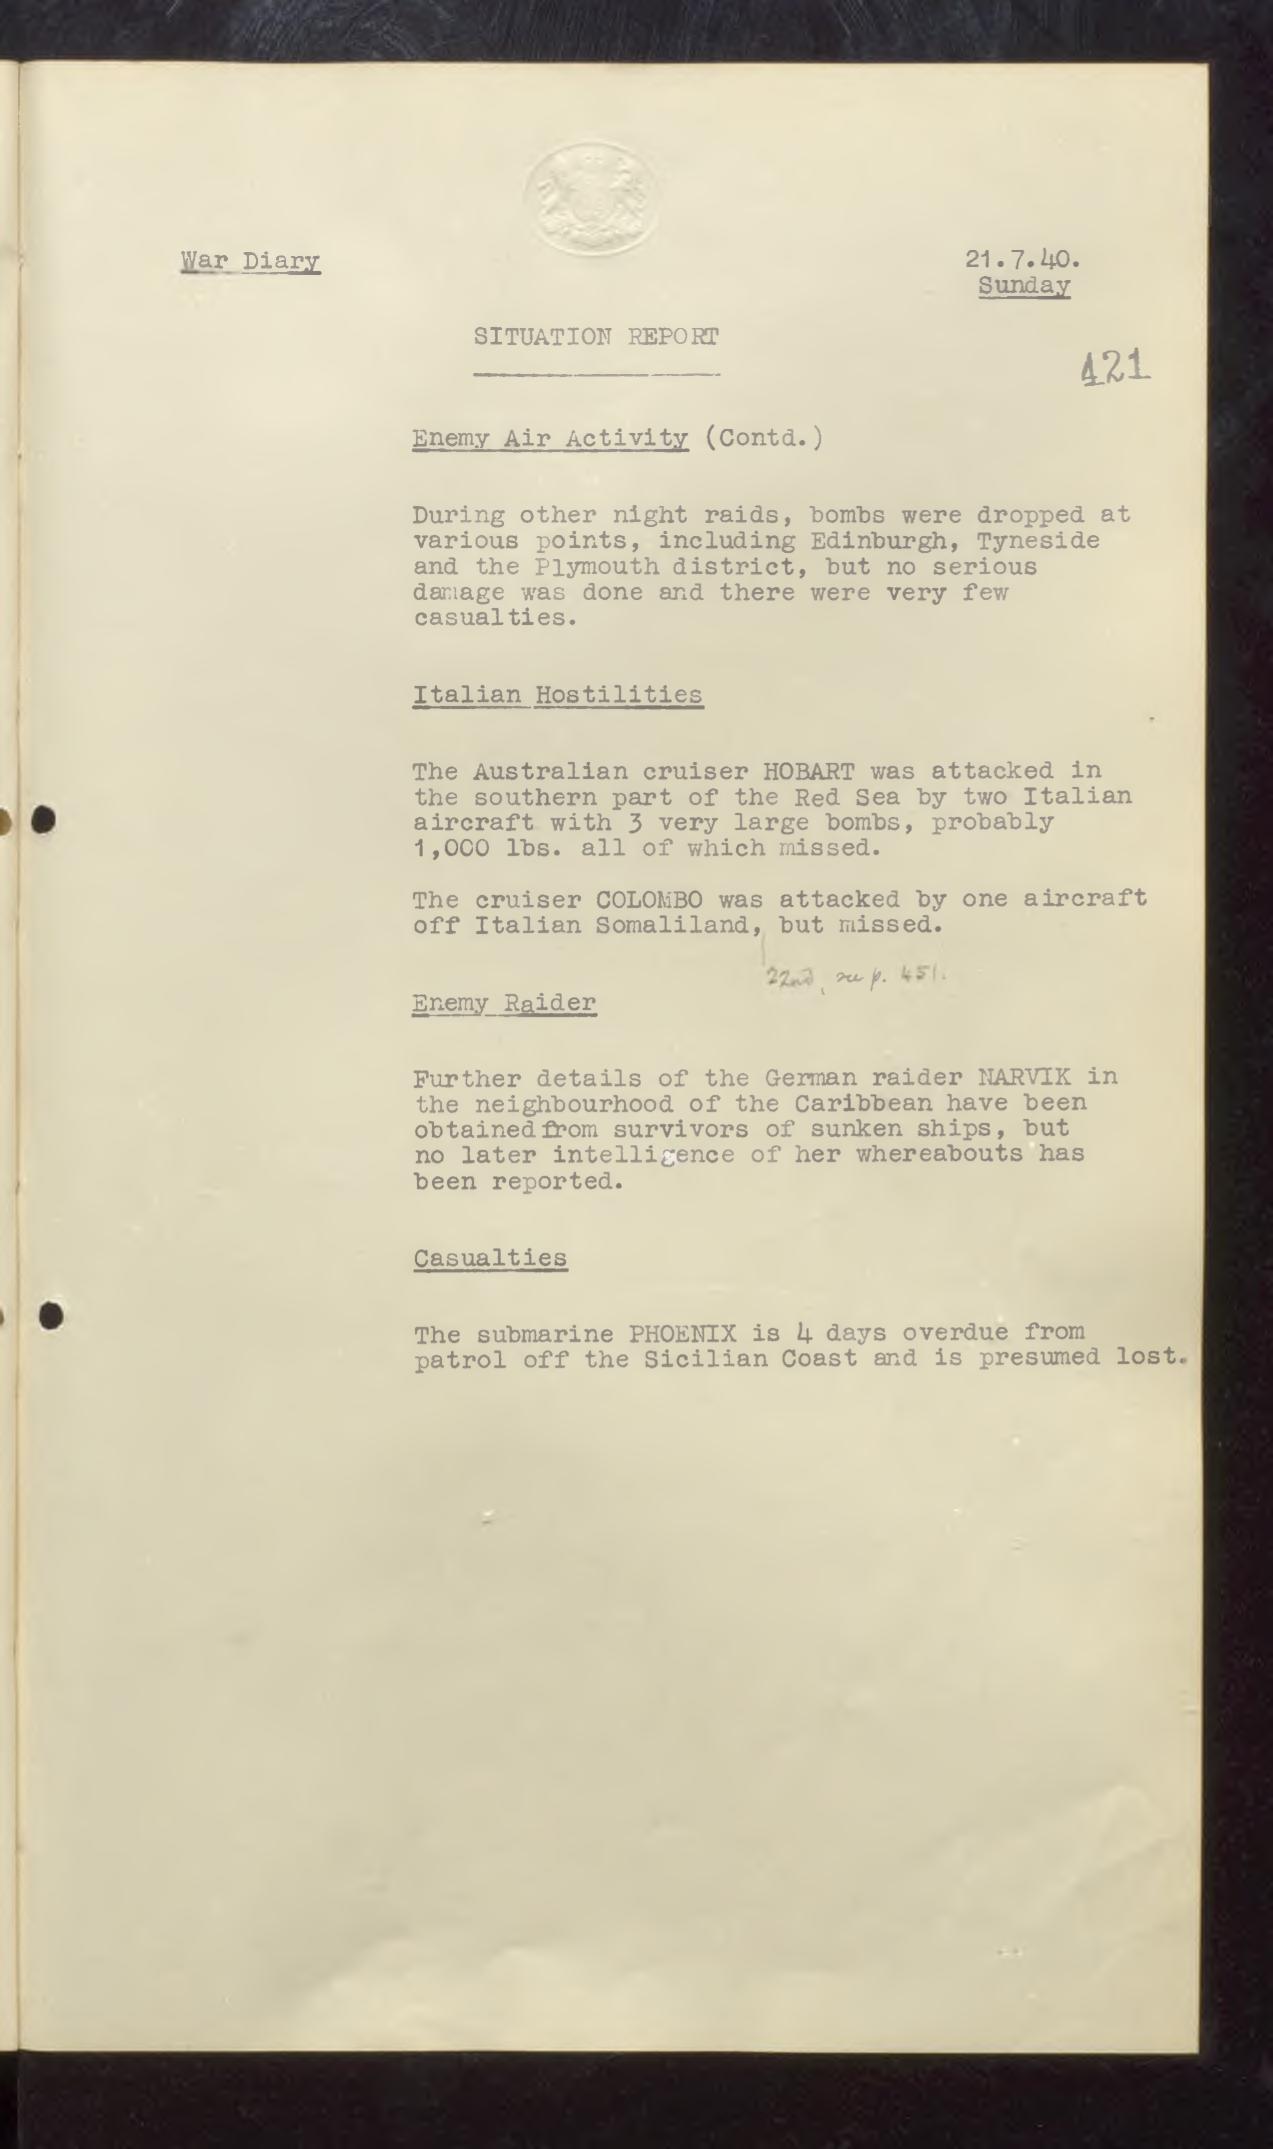 War Diary
21.7.40.
Sunday
SITUATION REPORT
421
Enemy Air Activity (Contd.)
During other night raids, bombs were dropped at
various points, including Edinburgh, Tyneside
and the Plymouth district, but no serious
damage was done and there were very few
casualties.
Italian Hostilities
The Australian cruiser HOBART was attacked in
the southern part of the Red Sea by two Italian
aircraft with 3 very large bombs, probably
1,000 lbs. all of which missed.
The cruiser COLOMBO was attacked by one aircraft
off Italian Somaliland, but missed.
22nd, see p. 451.
Enemy Raider
Further details of the German raider NARVIK in
the neighbourhood of the Caribbean have been
obtained from survivors of sunken ships, but
no later intelligence of her whereabouts has
been reported.
Casualties
The submarine PHOENIX is 4 days overdue from
patrol off the Sicilian Coast and is presumed lost.